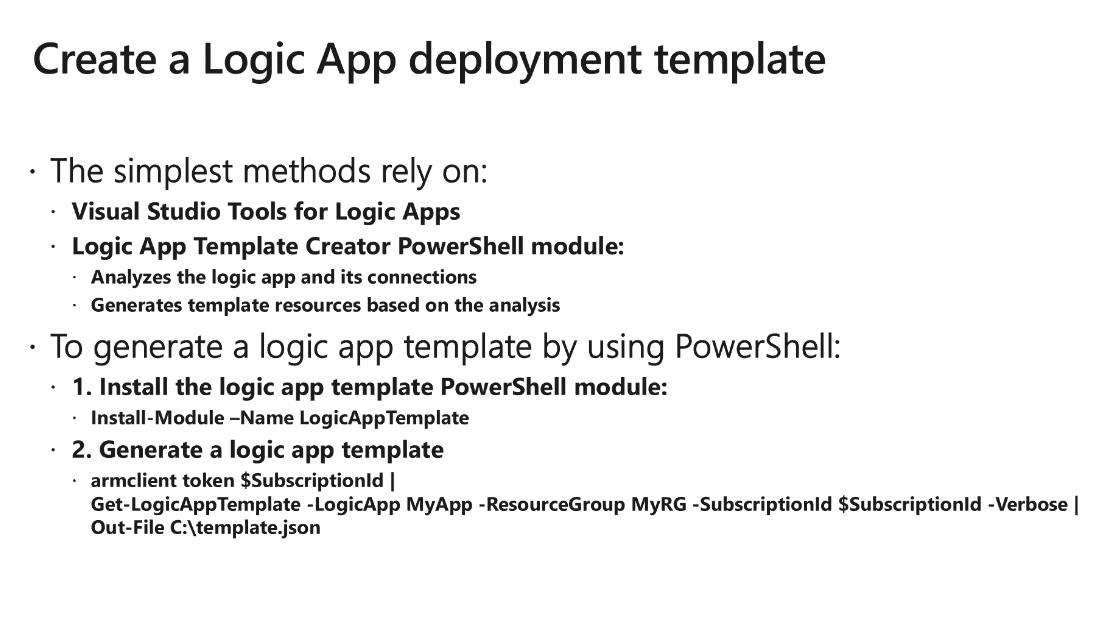 Create a Logic App deployment template
· The simplest methods rely on:
· Visual Studio Tools for Logic Apps
· Logic App Template Creator PowerShell module:
· Analyzes the logic app and its connections
· Generates template resources based on the analysis
· To generate a logic app template by using PowerShell:
· 1. Install the logic app template PowerShell module:
· Install-Module –Name LogicAppTemplate
· 2. Generate a logic app template
· armclient token $SubscriptionId |
Get-LogicAppTemplate -LogicApp MyApp -ResourceGroup MyRG -SubscriptionId $SubscriptionId -Verbose |
Out-File C:\template.json